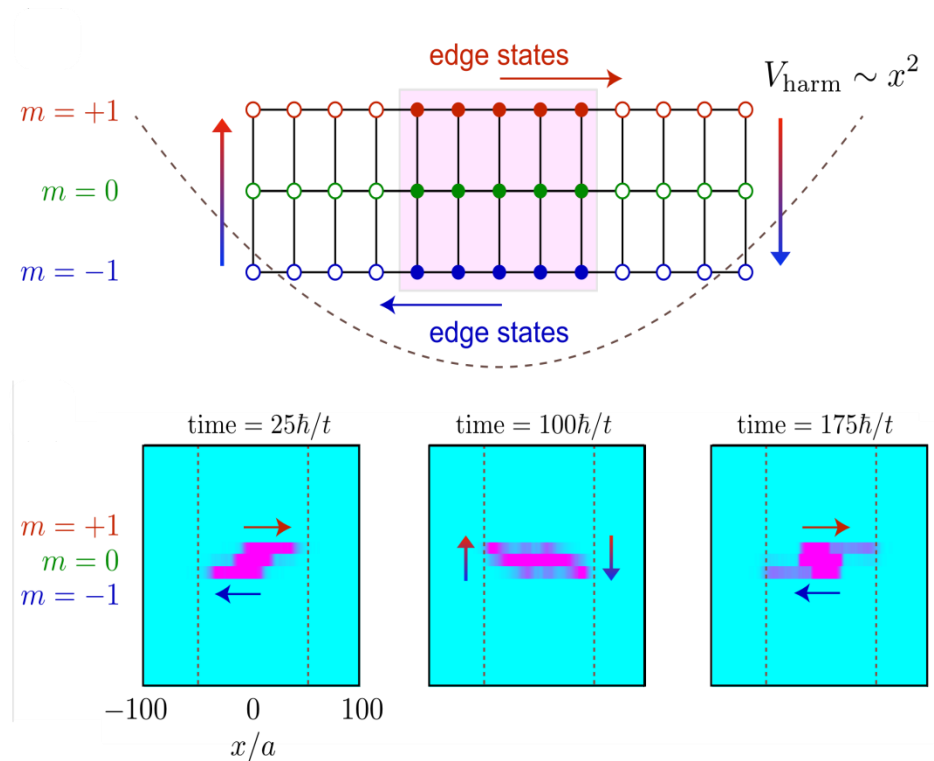 edge states
V_harm ∼ x²
m = +1
m = 0
m = −1
edge states
time = 25ℏ/t
time = 100ℏ/t
time = 175ℏ/t
m = +1
m = 0
m = −1
−100 0 100
x/a